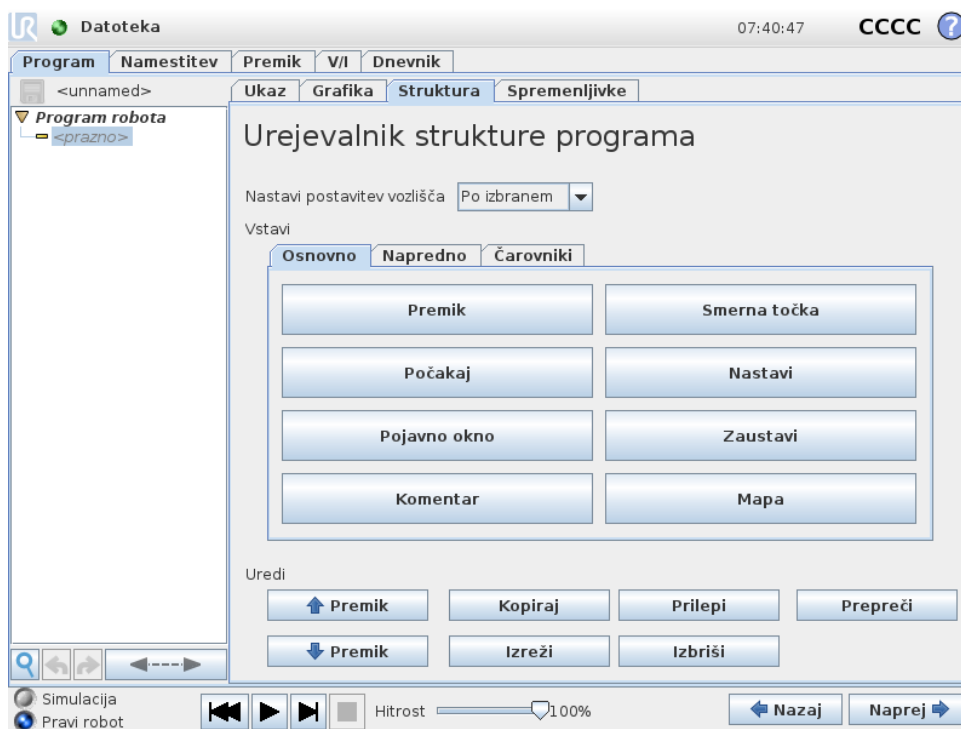 UR Datoteka 07:40:47 CCCC ?
Program Namestitev Premik V/I Dnevnik
<unnamed> Ukaz Grafika Struktura Spremenljivke
Program robota
<prazno>
Urejevalnik strukture programa
Nastavi postavitev vozlišča Po izbranem
Vstavi
Osnovno Napredno Čarovniki
Premik Smerna točka
Počakaj Nastavi
Pojavno okno Zaustavi
Komentar Mapa
Uredi
Premik Kopiraj Prilepi Prepreči
Premik Izreži Izbriši
Simulacija
Pravi robot
Hitrost 100% Nazaj Naprej